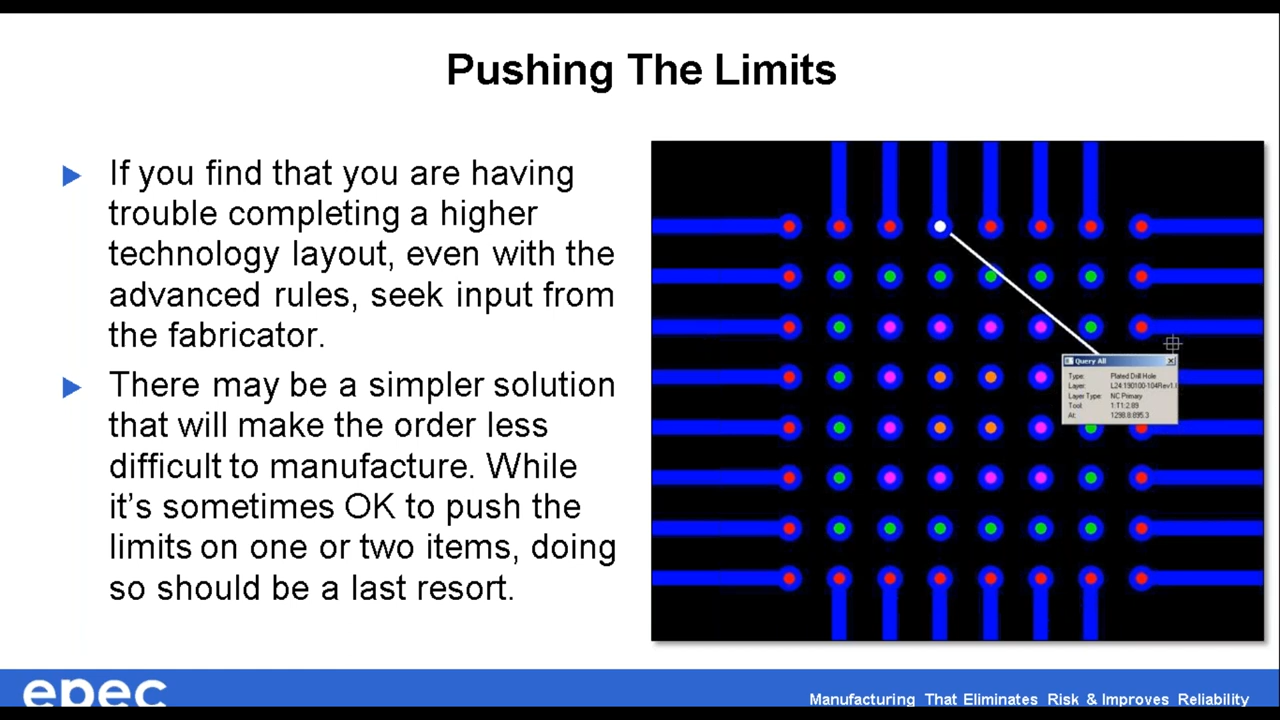 Pushing The Limits
If you find that you are having
trouble completing a higher
technology layout, even with the
advanced rules, seek input from
the fabricator.
There may be a simpler solution
that will make the order less
difficult to manufacture. While
it's sometimes OK to push the
limits on one or two items, doing
so should be a last resort.
Query All
Type: Plated Drill Hole
Layer:
Layer Type: NC Primary
Tool:
At:
epec
Manufacturing That Eliminates Risk & Improves Reliability